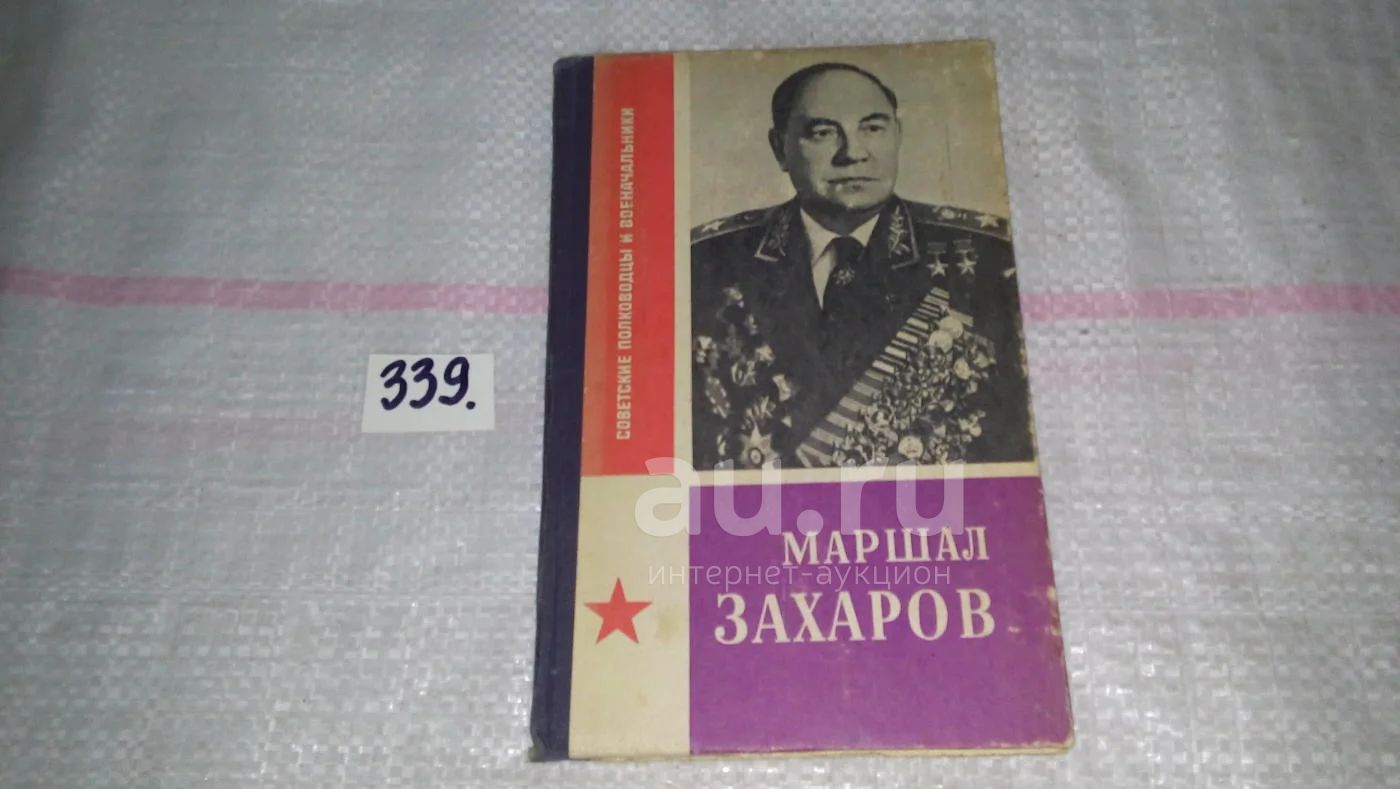 СОВЕТСКИЕ ПОЛКОВОДЦЫ И ВОЕНАЧАЛЬНИКИ
339.
au.ru
МАРШАЛ
интернет-аукцион
ЗАХАРОВ